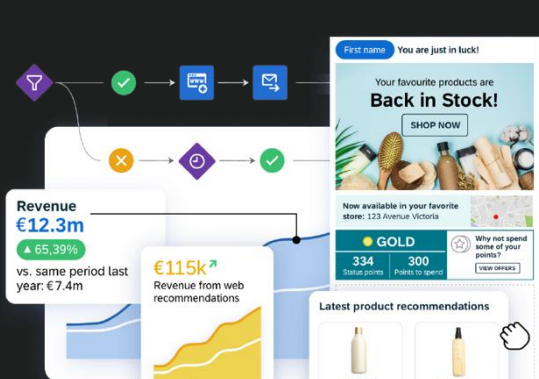 First name You are just in luck!
Your favourite products are
Back in Stock!
SHOP NOW
Now available in your favorite
store: 123 Avenue Victoria
GOLD
334
Status points
300
Points to spend
Why not spend
some of your
points?
VIEW OFFERS
Revenue
€12.3m
65,39%
vs. same period last
year: €7.4m
€115k
Revenue from web
recommendations
Latest product recommendations